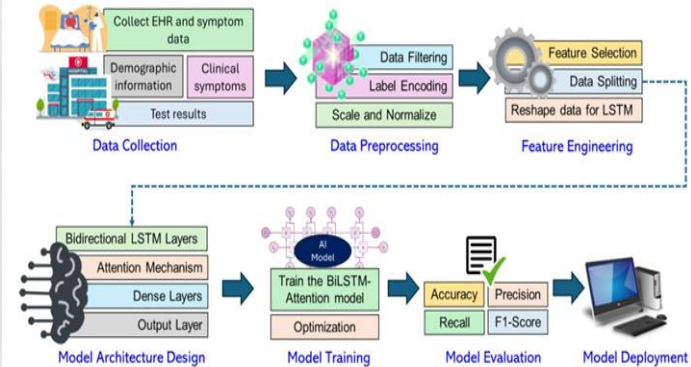 Collect EHR and symptom
data
Demographic
information
Clinical
symptoms
Test results
HOSPITAL
Data Collection
Data Filtering
Label Encoding
Scale and Normalize
Data Preprocessing
Feature Selection
Data Splitting
Reshape data for LSTM
Feature Engineering
Bidirectional LSTM Layers
Attention Mechanism
Dense Layers
Output Layer
Model Architecture Design
AI
Model
Train the BiLSTM-
Attention model
Optimization
Model Training
Accuracy
Precision
Recall
F1-Score
Model Evaluation
Model Deployment